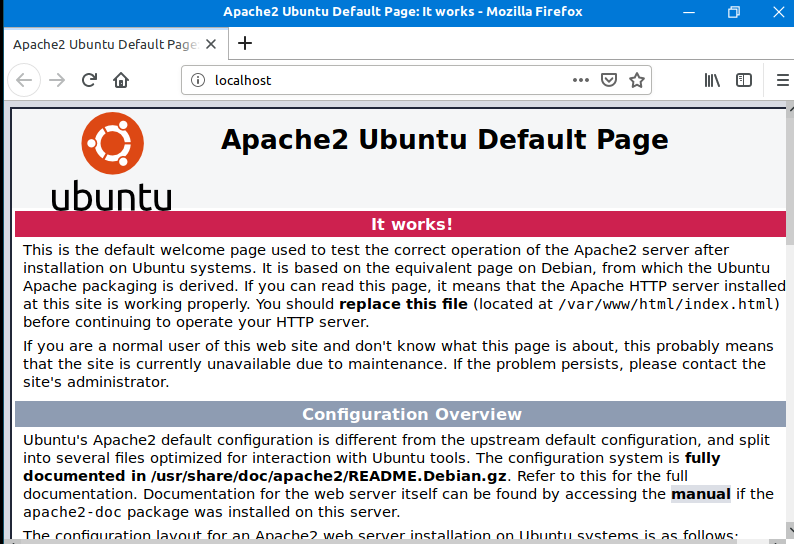 Apache2 Ubuntu Default Page: It works - Mozilla Firefox
Apache2 Ubuntu Default Page
localhost
Apache2 Ubuntu Default Page
ubuntu
It works!
This is the default welcome page used to test the correct operation of the Apache2 server after
installation on Ubuntu systems. It is based on the equivalent page on Debian, from which the Ubuntu
Apache packaging is derived. If you can read this page, it means that the Apache HTTP server installed
at this site is working properly. You should replace this file (located at /var/www/html/index.html)
before continuing to operate your HTTP server.
If you are a normal user of this web site and don't know what this page is about, this probably means
that the site is currently unavailable due to maintenance. If the problem persists, please contact the
site's administrator.
Configuration Overview
Ubuntu's Apache2 default configuration is different from the upstream default configuration, and split
into several files optimized for interaction with Ubuntu tools. The configuration system is fully
documented in /usr/share/doc/apache2/README.Debian.gz. Refer to this for the full
documentation. Documentation for the web server itself can be found by accessing the manual if the
apache2-doc package was installed on this server.
The configuration layout for an Apache2 web server installation on Ubuntu systems is as follows: